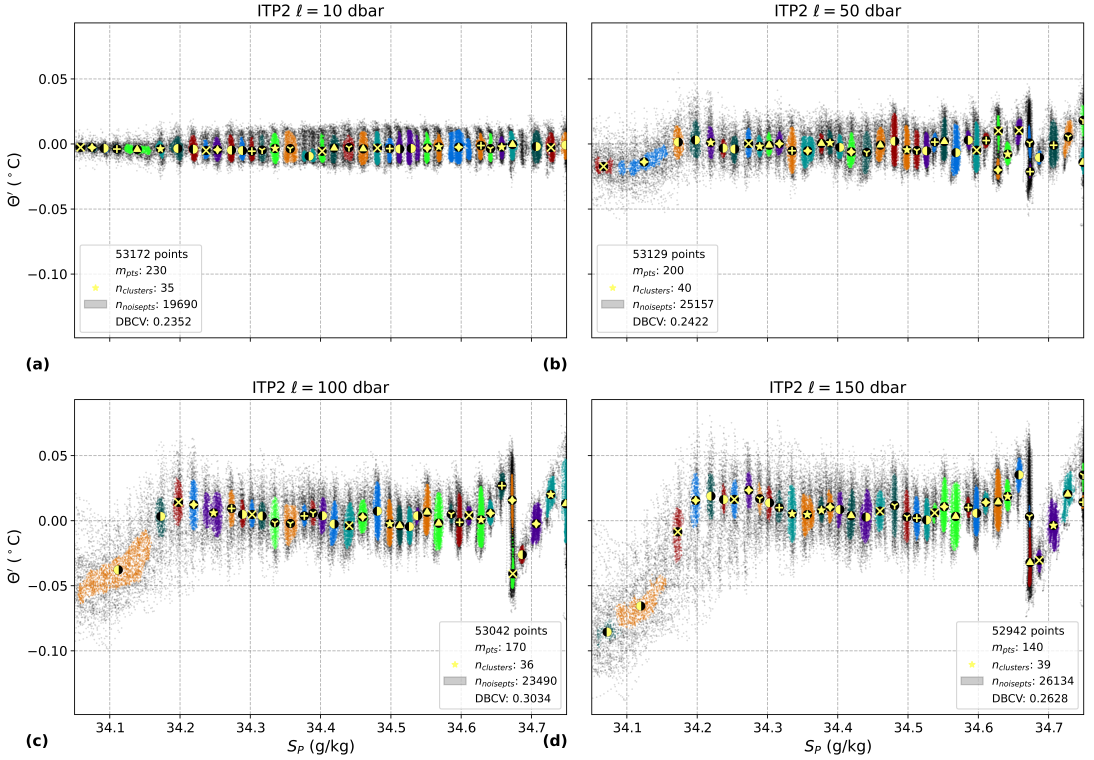 ITP2 ℓ = 10 dbar
ITP2 ℓ = 50 dbar
0.05
0.00
−0.05
−0.10
Θ′ (°C)
53172 points
m_pts: 230
n_clusters: 35
n_noisepts: 19690
DBCV: 0.2352
53129 points
m_pts: 200
n_clusters: 40
n_noisepts: 25157
DBCV: 0.2422
(a)
(b)
ITP2 ℓ = 100 dbar
ITP2 ℓ = 150 dbar
0.05
0.00
−0.05
−0.10
Θ′ (°C)
53042 points
m_pts: 170
n_clusters: 36
n_noisepts: 23490
DBCV: 0.3034
52942 points
m_pts: 140
n_clusters: 39
n_noisepts: 26134
DBCV: 0.2628
34.1 34.2 34.3 34.4 34.5 34.6 34.7
34.1 34.2 34.3 34.4 34.5 34.6 34.7
(c)
S_P (g/kg)
(d)
S_P (g/kg)